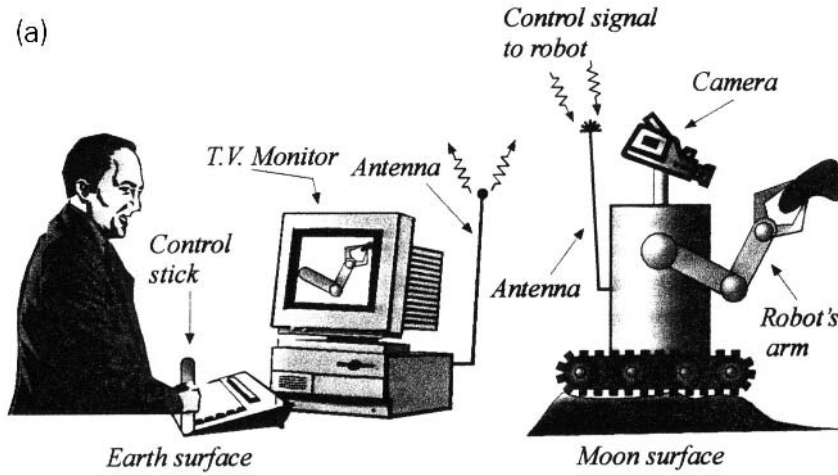 (a)
Control signal
to robot
Camera
T.V. Monitor
Antenna
Control
stick
Antenna
Robot's
arm
Earth surface
Moon surface